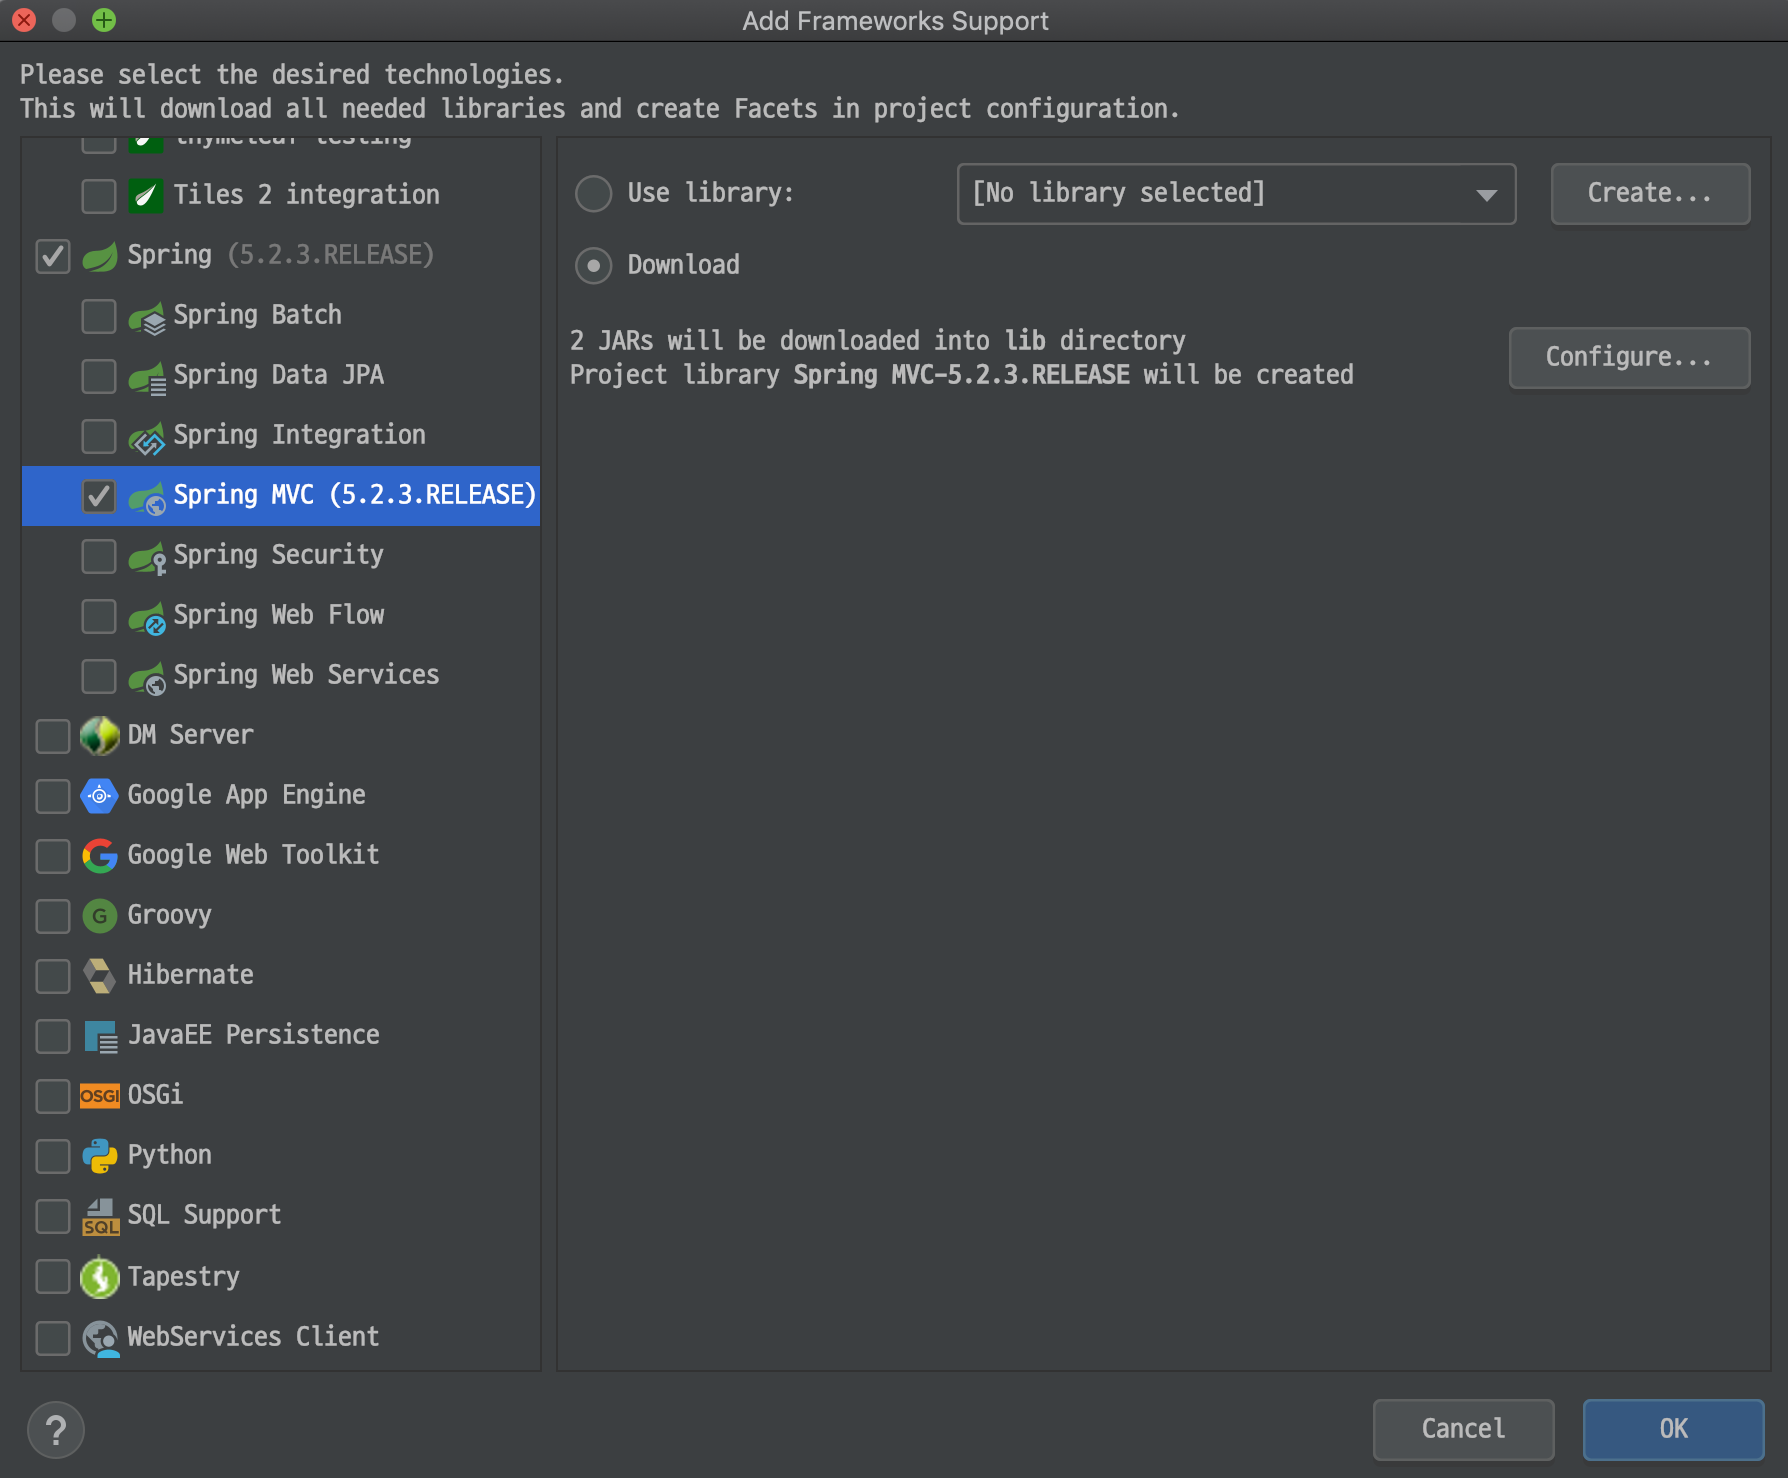 Add Frameworks Support
Please select the desired technologies.
This will download all needed libraries and create Facets in project configuration.
thymeleaf testing
Tiles 2 integration
Spring (5.2.3.RELEASE)
Spring Batch
Spring Data JPA
Spring Integration
Spring MVC (5.2.3.RELEASE)
Spring Security
Spring Web Flow
Spring Web Services
DM Server
Google App Engine
Google Web Toolkit
G Groovy
Hibernate
JavaEE Persistence
OSGi OSGi
Python
SQL SQL Support
Tapestry
WebServices Client
Use library: [No library selected] Create...
Download
2 JARs will be downloaded into lib directory
Project library Spring MVC-5.2.3.RELEASE will be created
Configure...
? Cancel OK